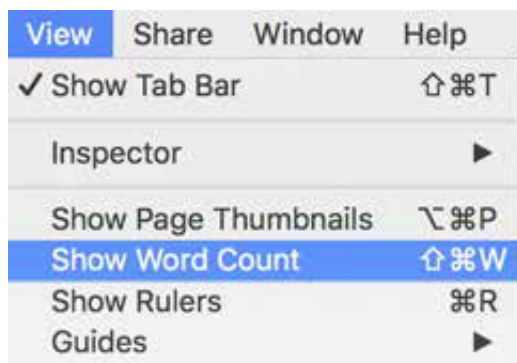 View Share Window Help
✓ Show Tab Bar ⇧⌘T
Inspector ▶
Show Page Thumbnails ⌥⌘P
Show Word Count ⇧⌘W
Show Rulers ⌘R
Guides ▶